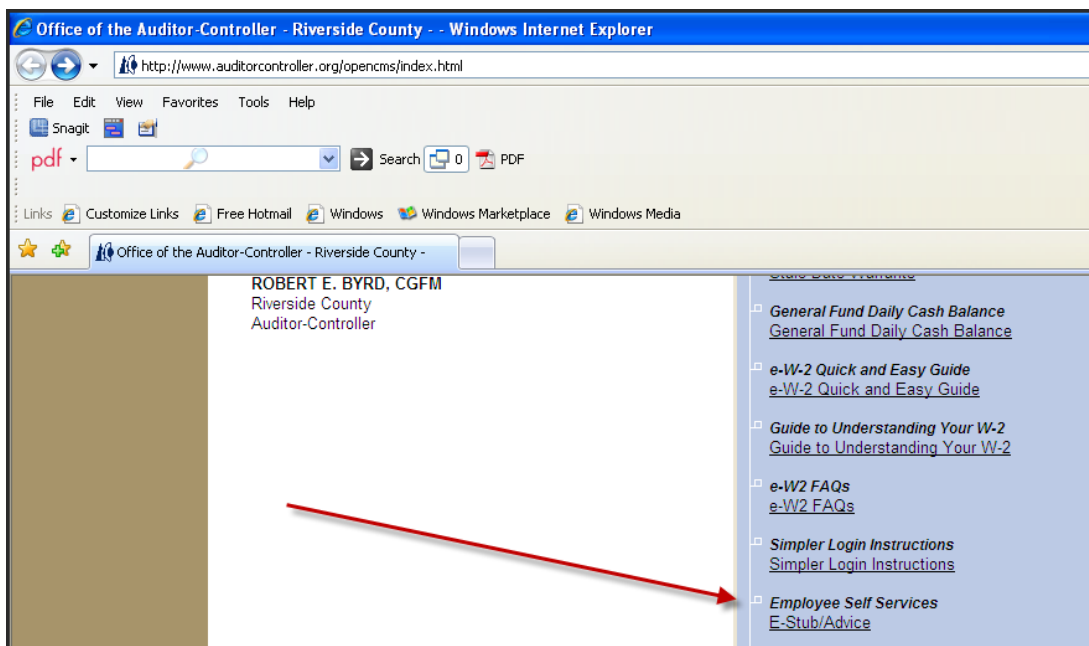 Office of the Auditor-Controller - Riverside County - - Windows Internet Explorer
http://www.auditorcontroller.org/opencms/index.html
File Edit View Favorites Tools Help
Snagit
pdf Search 0 PDF
Links Customize Links Free Hotmail Windows Windows Marketplace Windows Media
Office of the Auditor-Controller - Riverside County -
ROBERT E. BYRD, CGFM
Riverside County
Auditor-Controller
Stale Date Warrants
General Fund Daily Cash Balance
General Fund Daily Cash Balance
e-W-2 Quick and Easy Guide
e-W-2 Quick and Easy Guide
Guide to Understanding Your W-2
Guide to Understanding Your W-2
e-W2 FAQs
e-W2 FAQs
Simpler Login Instructions
Simpler Login Instructions
Employee Self Services
E-Stub/Advice